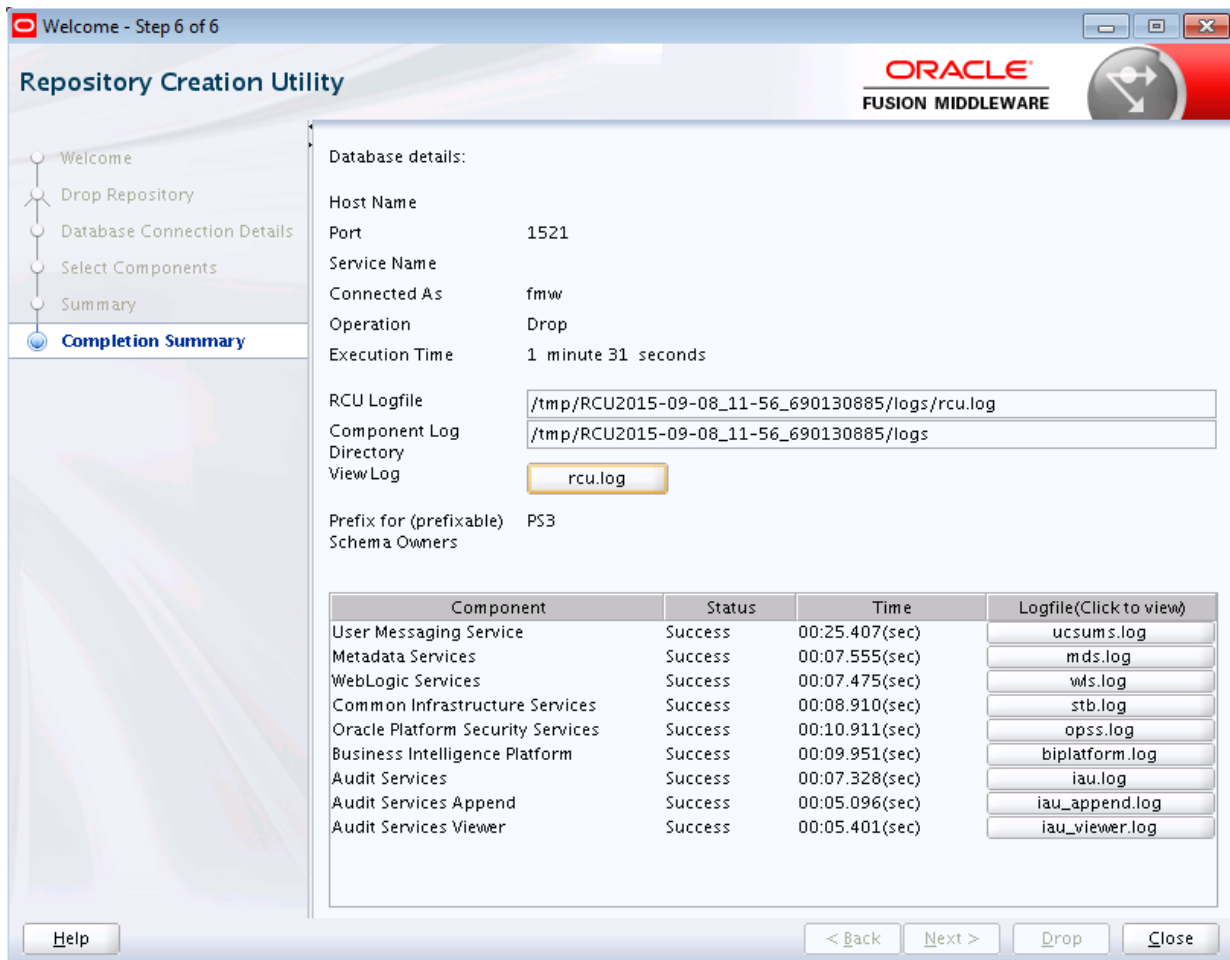 Welcome - Step 6 of 6
Repository Creation Utility
ORACLE®
FUSION MIDDLEWARE
Welcome
Drop Repository
Database Connection Details
Select Components
Summary
Completion Summary
Database details:
Host Name
Port 1521
Service Name
Connected As fmw
Operation Drop
Execution Time 1 minute 31 seconds
RCU Logfile /tmp/RCU2015-09-08_11-56_690130885/logs/rcu.log
Component Log /tmp/RCU2015-09-08_11-56_690130885/logs
Directory
View Log rcu.log
Prefix for (prefixable) PS3
Schema Owners
Component Status Time Logfile(Click to view)
User Messaging Service Success 00:25.407(sec) ucsums.log
Metadata Services Success 00:07.555(sec) mds.log
WebLogic Services Success 00:07.475(sec) wls.log
Common Infrastructure Services Success 00:08.910(sec) stb.log
Oracle Platform Security Services Success 00:10.911(sec) opss.log
Business Intelligence Platform Success 00:09.951(sec) biplatform.log
Audit Services Success 00:07.328(sec) iau.log
Audit Services Append Success 00:05.096(sec) iau_append.log
Audit Services Viewer Success 00:05.401(sec) iau_viewer.log
Help < Back Next > Drop Close